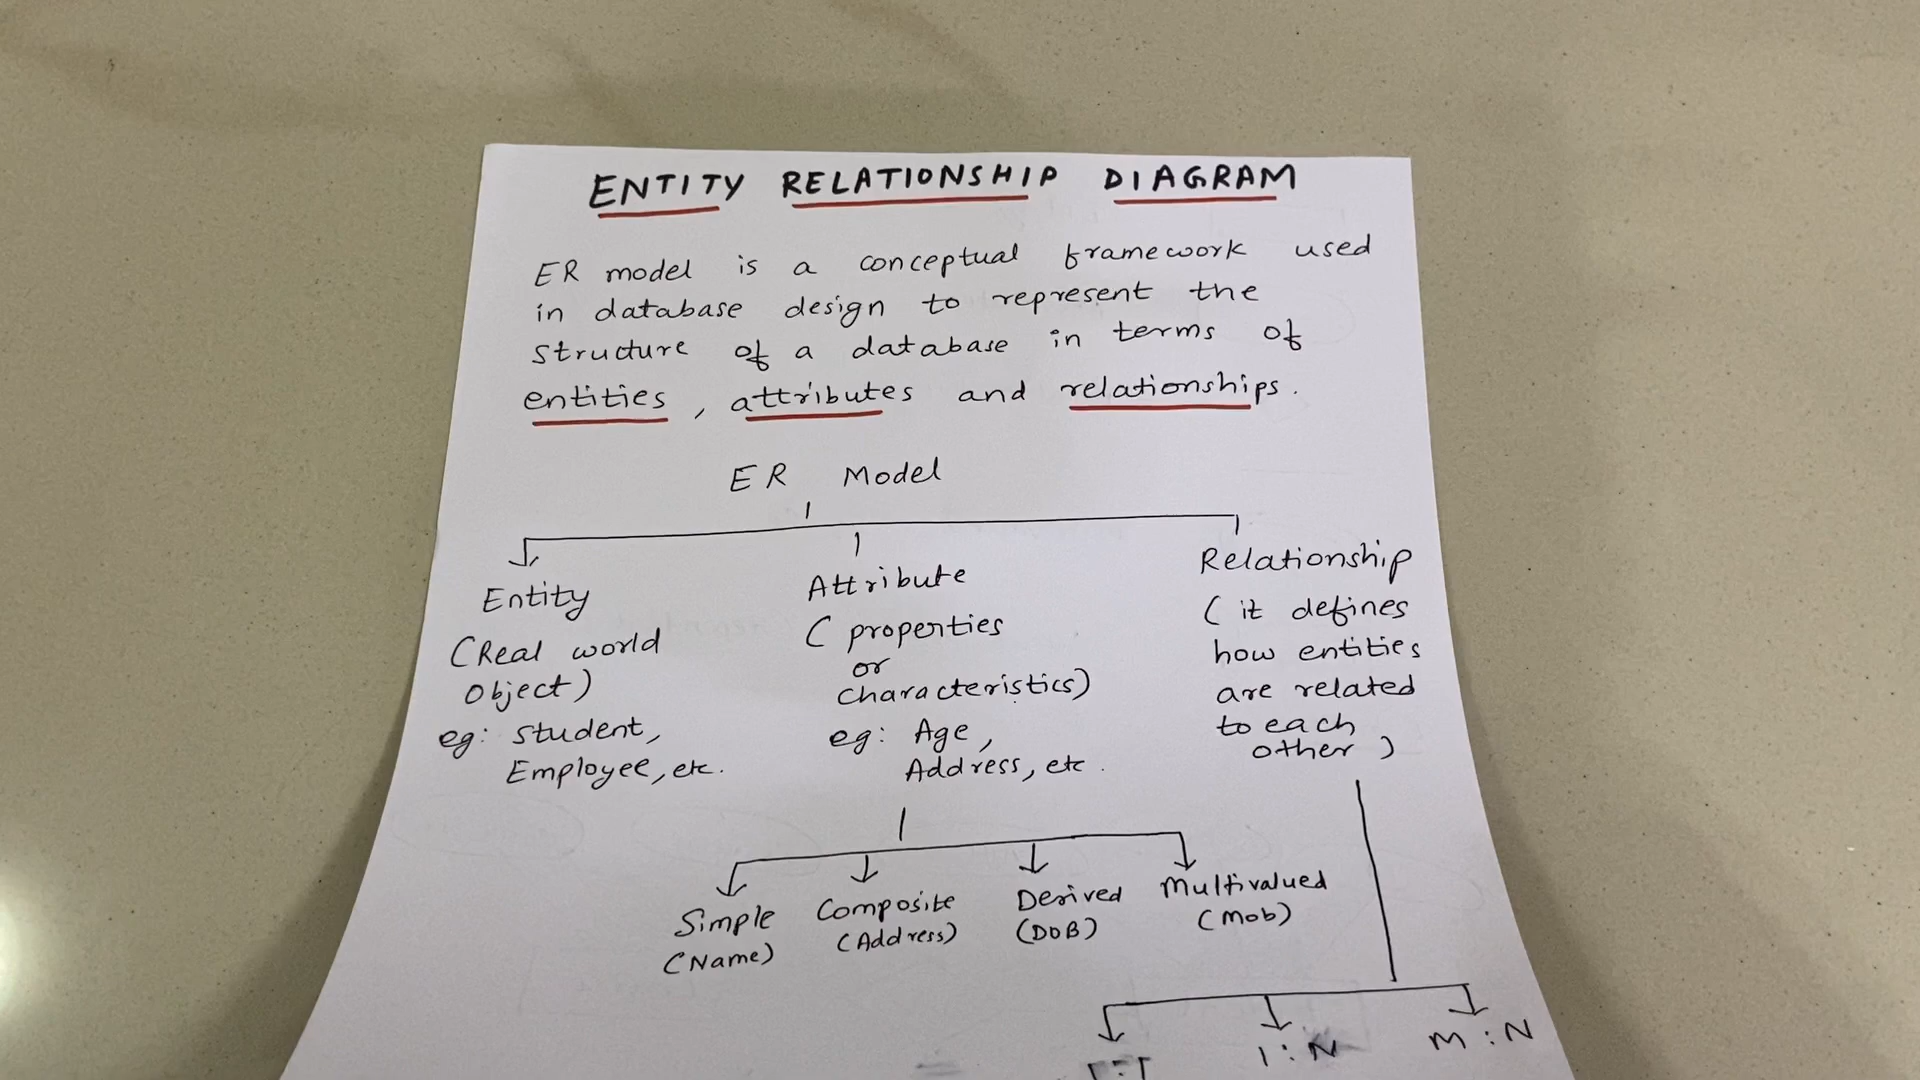 ENTITY RELATIONSHIP DIAGRAM
ER model is a conceptual framework used
in database design to represent the
structure of a database in terms of
entities, attributes and relationships.
ER Model
Entity
(Real world
object)
eg: student,
Employee, etc.
Attribute
( properties
or
characteristics)
eg: Age,
Address, etc.
Relationship
( it defines
how entities
are related
to each
other )
Simple
(Name)
Composite
(Address)
Derived
(DOB)
Multivalued
(Mob)
1:N
M:N